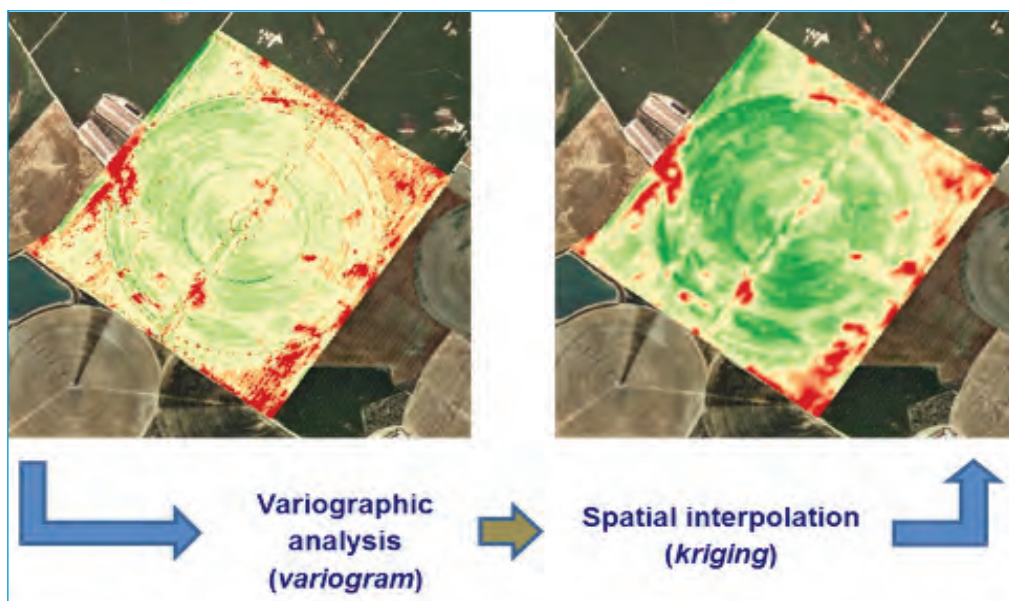 Variographic
analysis
(variogram)
Spatial interpolation
(kriging)